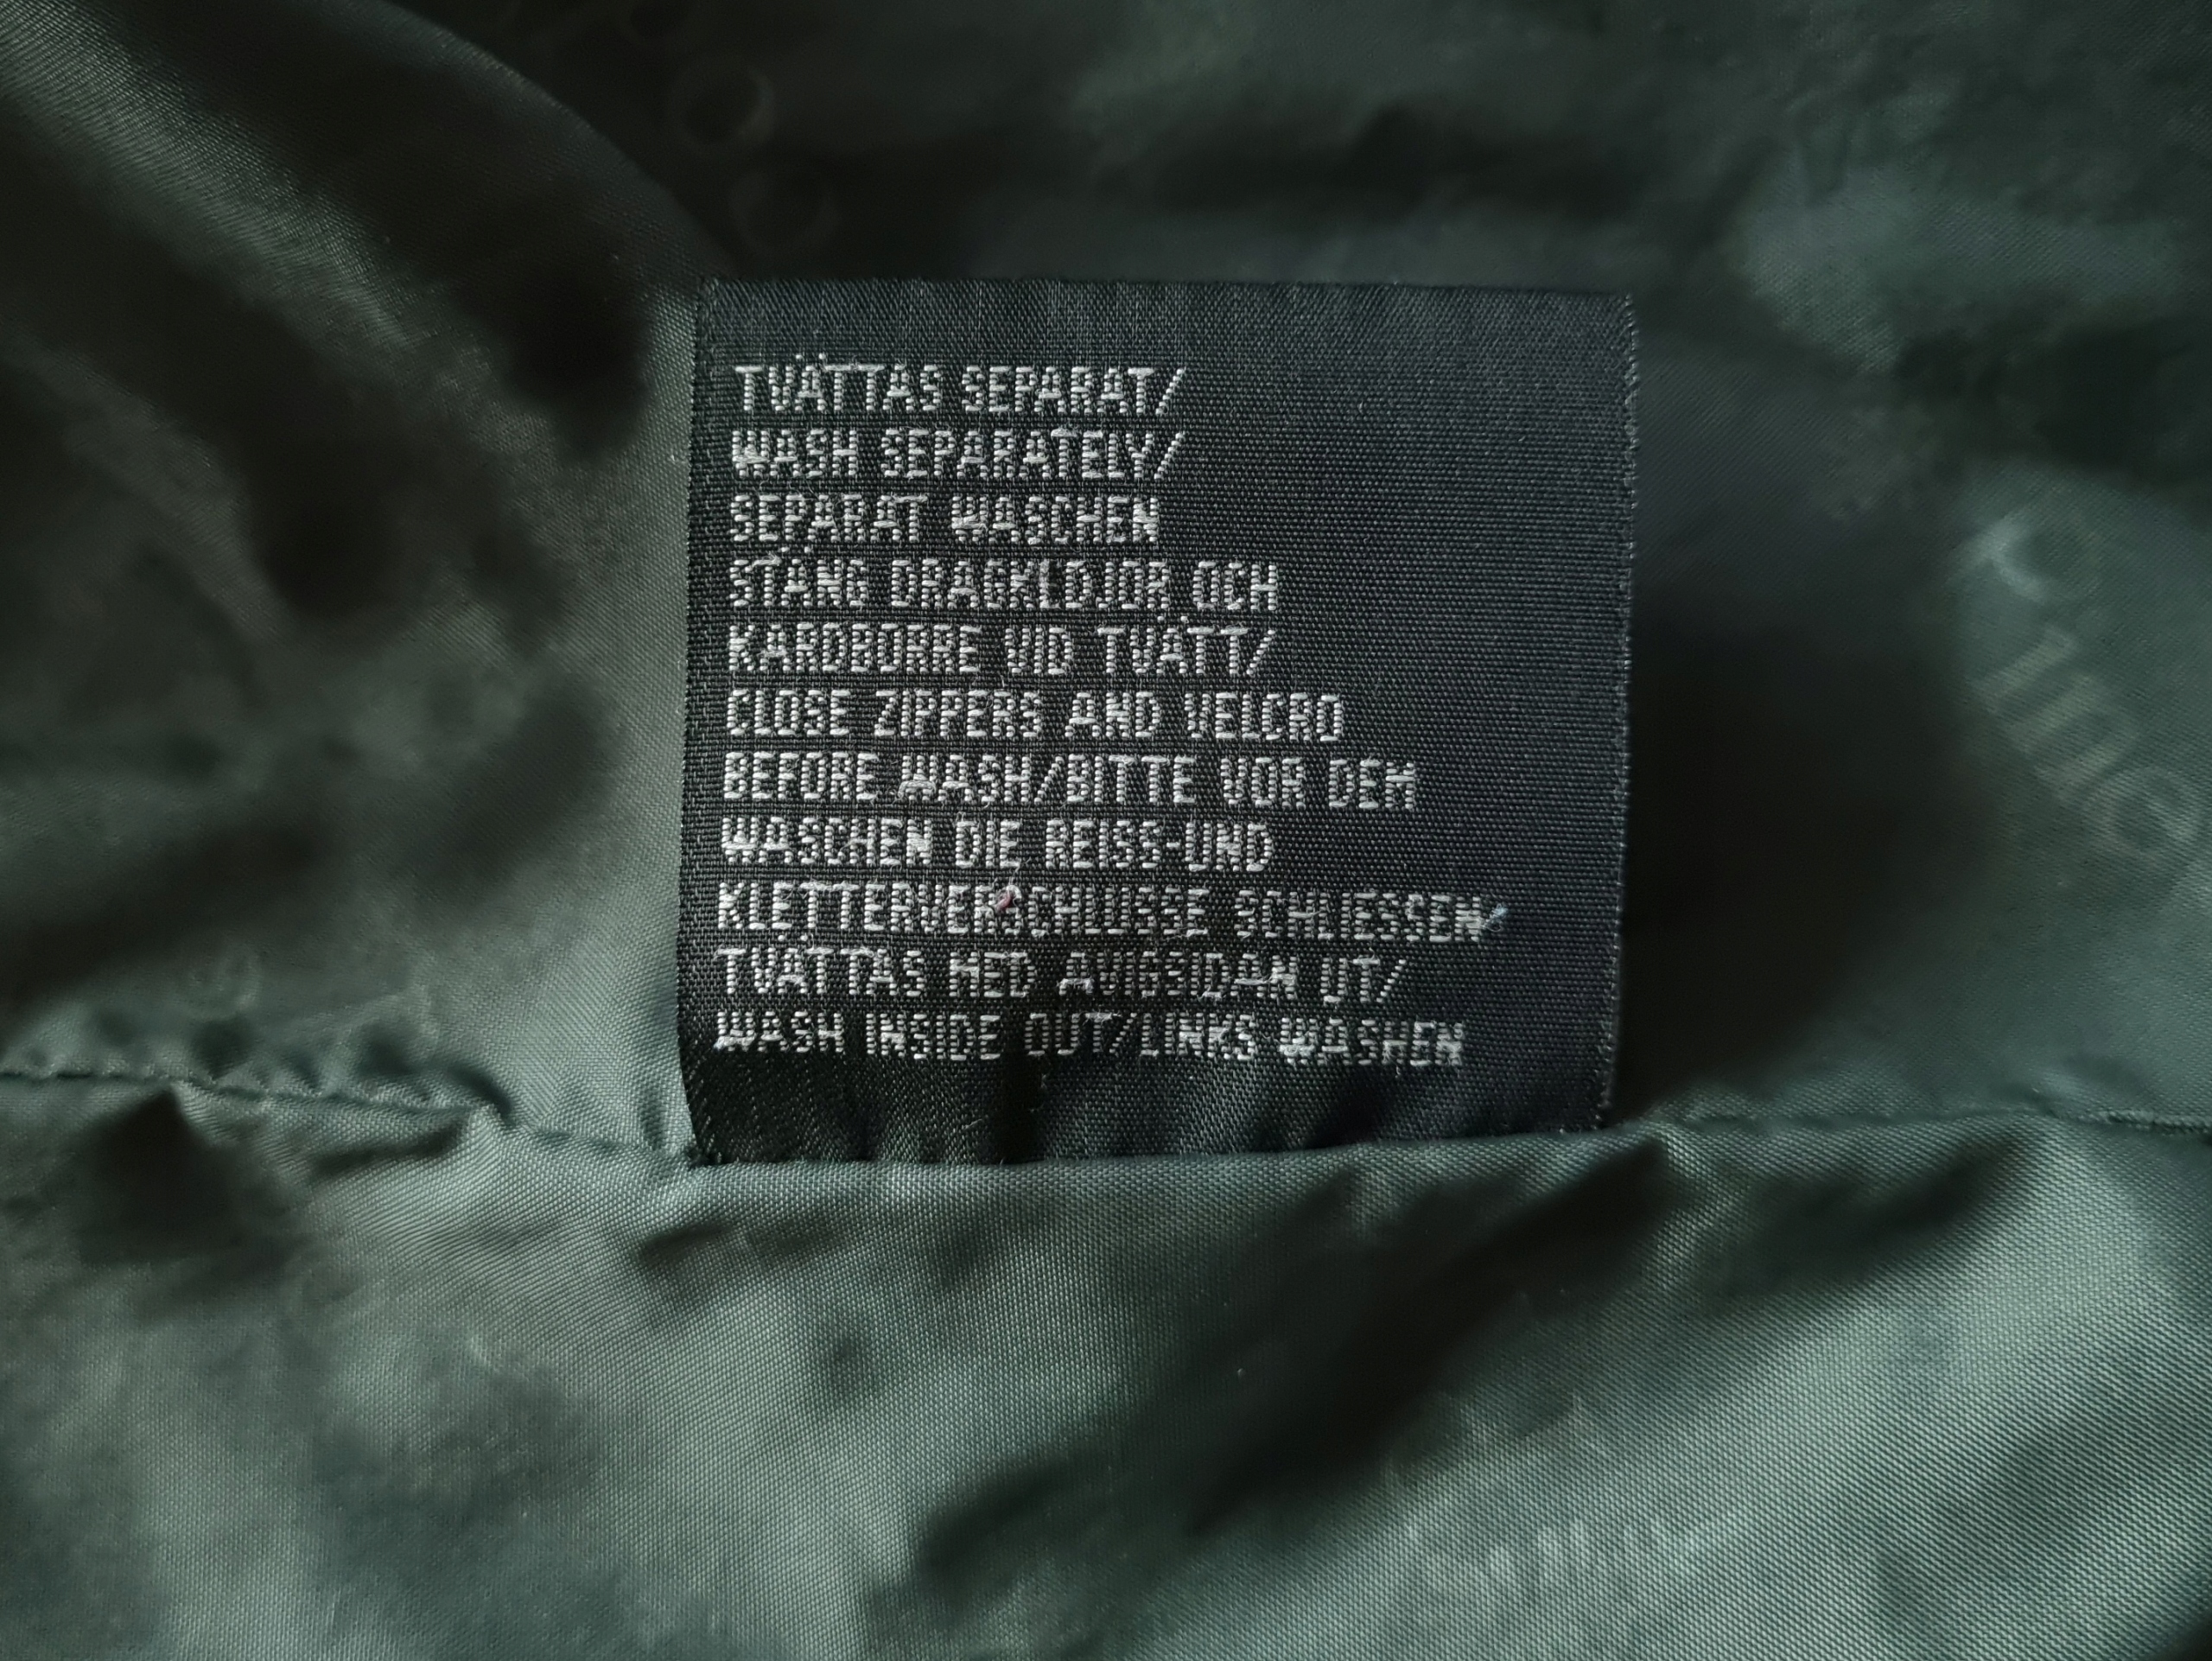 TVÄTTAS SEPARAT/
WASH SEPARATELY/
SEPARAT WASCHEN
STÄNG DRAGKLOJOR OCH
KARDBORRE VID TVÄTT/
CLOSE ZIPPERS AND VELCRO
BEFORE WASH/BITTE VOR DEM
WASCHEN DIE REISS-UND
KLETTERVERSCHLUSSE SCHLIESSEN
TVÄTTAS MED AVIGSIDAN UT/
WASH INSIDE OUT/LINKS WASHEN